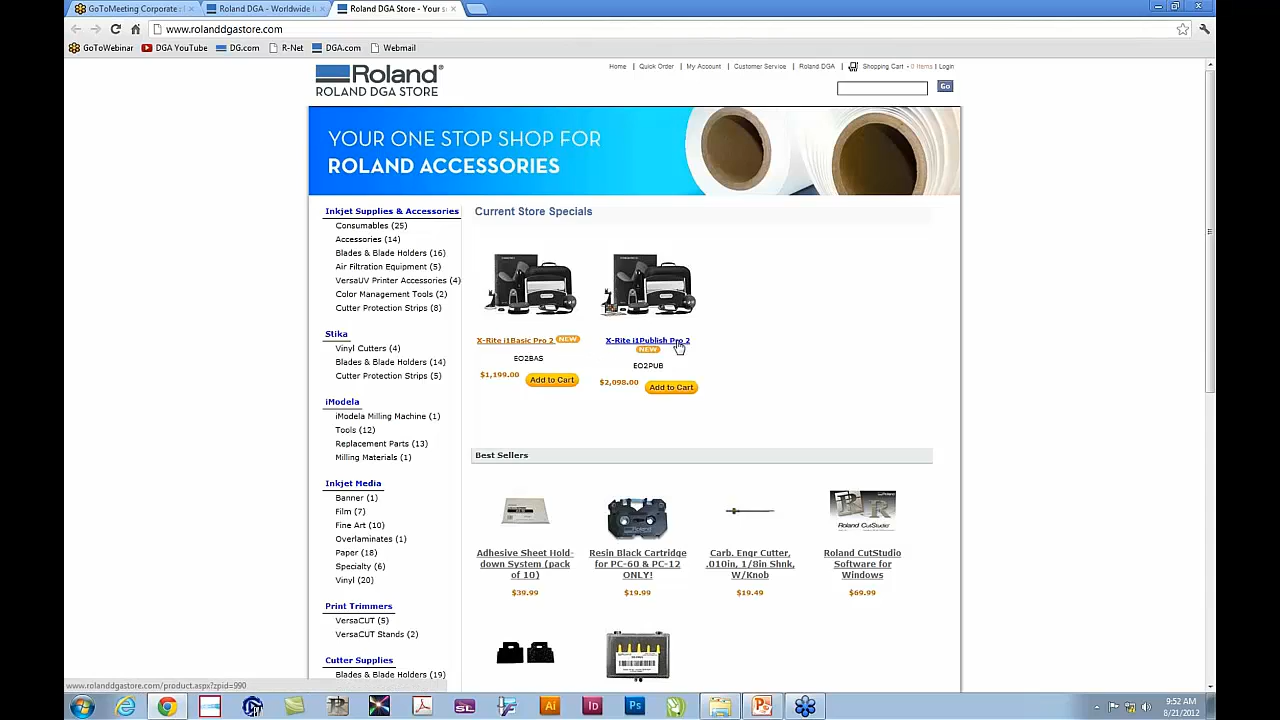 GoToMeeting Corporate :
Roland DGA - Worldwide l
Roland DGA Store - Your s
www.rolanddgastore.com
GoToWebinar
DGA YouTube
DG.com
R-Net
DGA.com
Webmail
Roland®
ROLAND DGA STORE
Home | Quick Order | My Account | Customer Service | Roland DGA | Shopping Cart - 0 Items | Login
Go
YOUR ONE STOP SHOP FOR
ROLAND ACCESSORIES
Inkjet Supplies & Accessories
Consumables (25)
Accessories (14)
Blades & Blade Holders (16)
Air Filtration Equipment (5)
VersaUV Printer Accessories (4)
Color Management Tools (2)
Cutter Protection Strips (8)
Stika
Vinyl Cutters (4)
Blades & Blade Holders (14)
Cutter Protection Strips (5)
iModela
iModela Milling Machine (1)
Tools (12)
Replacement Parts (13)
Milling Materials (1)
Inkjet Media
Banner (1)
Film (7)
Fine Art (10)
Overlaminates (1)
Paper (18)
Specialty (6)
Vinyl (20)
Print Trimmers
VersaCUT (5)
VersaCUT Stands (2)
Cutter Supplies
Blades & Blade Holders (19)
Current Store Specials
X-Rite i1Basic Pro 2 NEW
EO2BAS
$1,199.00 Add to Cart
X-Rite i1Publish Pro 2
NEW
EO2PUB
$2,098.00 Add to Cart
Best Sellers
Adhesive Sheet Hold-
down System (pack
of 10)
$39.99
Resin Black Cartridge
for PC-60 & PC-12
ONLY!
$19.99
Carb. Engr Cutter,
.010in, 1/8in Shnk,
W/Knob
$19.49
Roland CutStudio
Roland CutStudio
Software for
Windows
$69.99
www.rolanddgastore.com/product.aspx?zpid=990
SL
Ai
Id
Ps
9:52 AM
8/21/2012